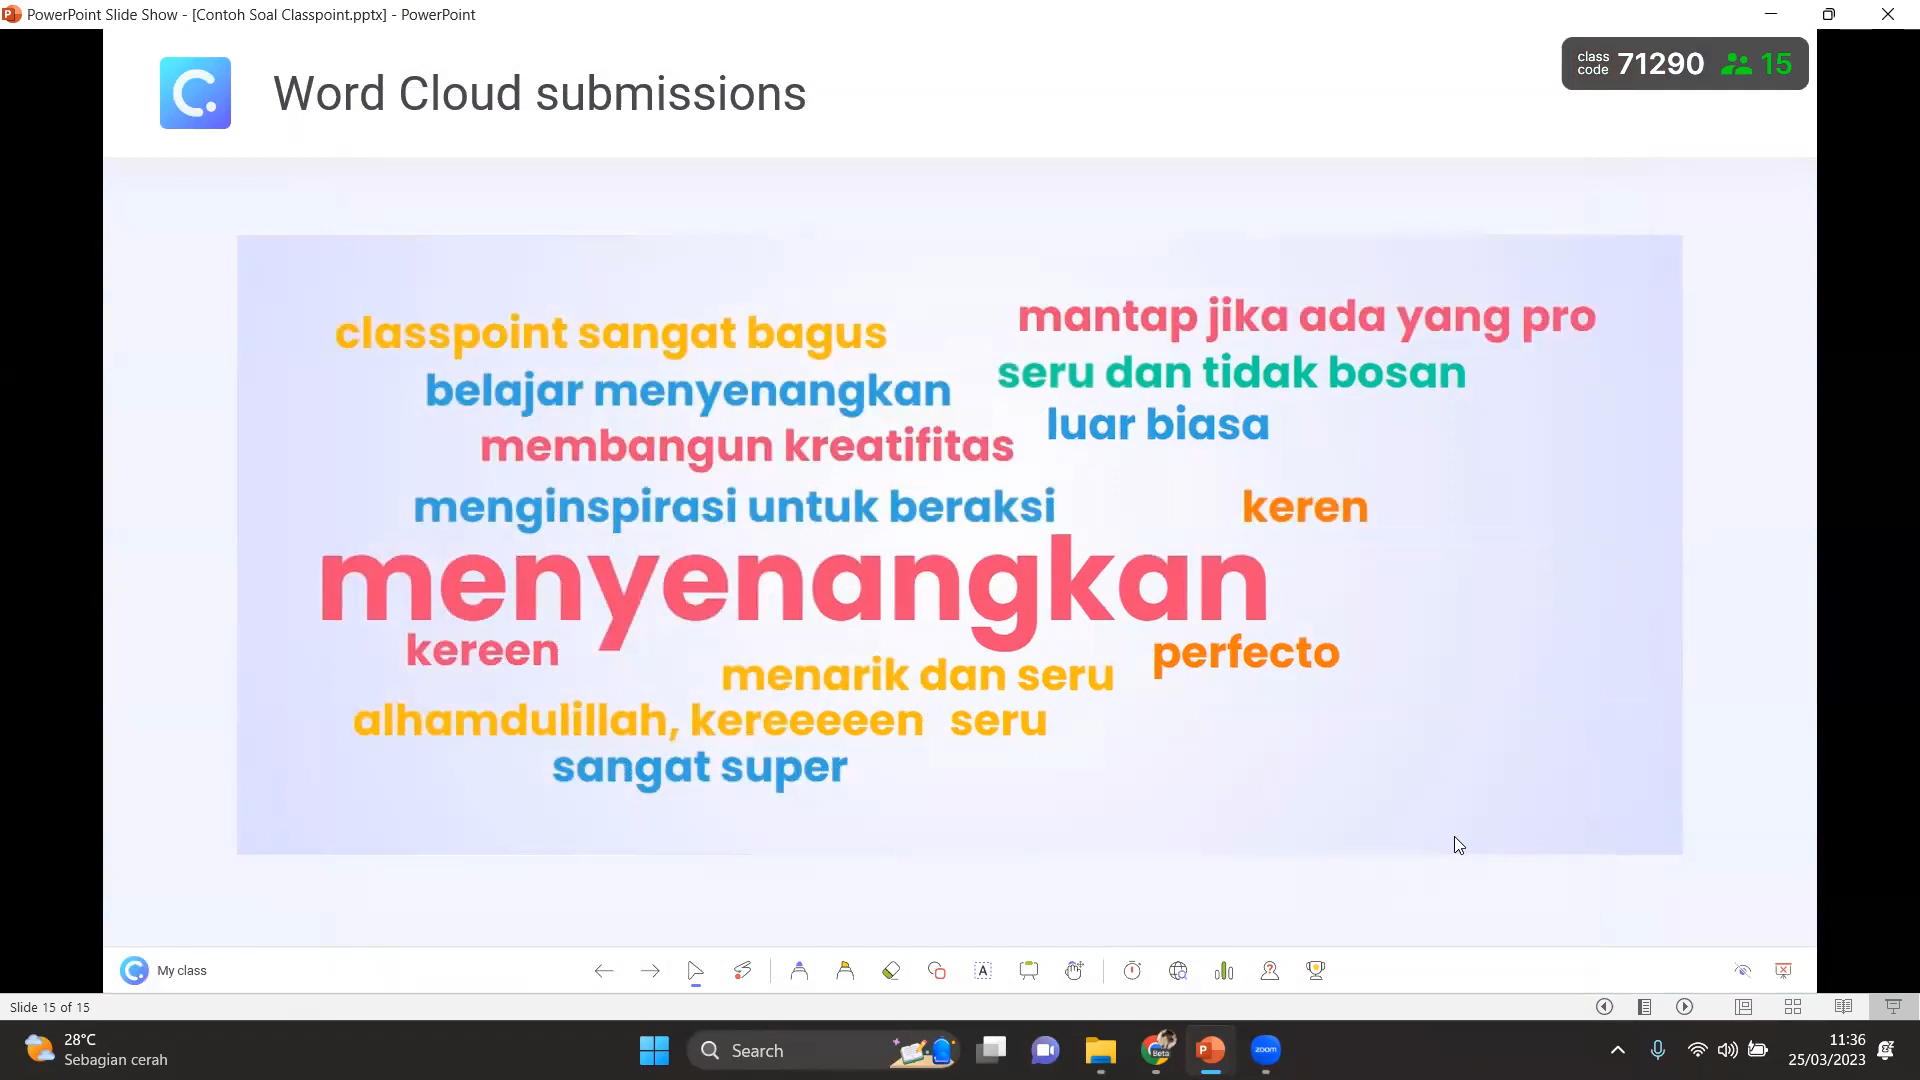 PowerPoint Slide Show - [Contoh Soal Classpoint.pptx] - PowerPoint
Word Cloud submissions
class code 71290 15
classpoint sangat bagus
mantap jika ada yang pro
belajar menyenangkan
seru dan tidak bosan
membangun kreatifitas
luar biasa
menginspirasi untuk beraksi
keren
menyenangkan
kereen
perfecto
menarik dan seru
alhamdulillah, kereeeeen
seru
sangat super
My class
Slide 15 of 15
28°C
Sebagian cerah
Search
Beta
zoom
11:36
25/03/2023